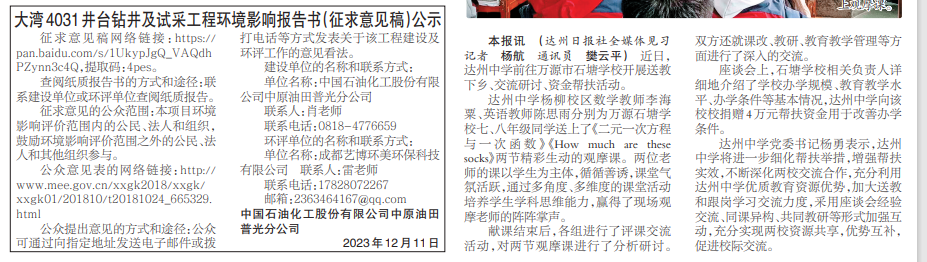 大湾4031井台钻井及试采工程环境影响报告书(征求意见稿)公示
征求意见稿网络链接:https://
pan.baidu.com/s/1UkypJgQ_VAQdh
PZynn3c4Q,提取码:4pes。
查阅纸质报告书的方式和途径:联
系建设单位或环评单位查阅纸质报告。
征求意见的公众范围:本项目环境
影响评价范围内的公民、法人和组织,
鼓励环境影响评价范围之外的公民、法
人和其他组织参与。
公众意见表的网络链接:http://
www.mee.gov.cn/xxgk2018/xxgk/
xxgk01/201810/t20181024_665329.
html
公众提出意见的方式和途径:公众
可通过向指定地址发送电子邮件或拨
打电话等方式发表关于该工程建设及
环评工作的意见看法。
建设单位的名称和联系方式:
单位名称:中国石油化工股份有限
公司中原油田普光分公司
联系人:肖老师
联系电话:0818-4776659
环评单位的名称和联系方式:
单位名称:成都艺博环美环保科技
有限公司 联系人:雷老师
联系电话:17828072267
邮箱:2363464167@qq.com
中国石油化工股份有限公司中原油田
普光分公司
2023年12月11日
本报讯 (达州日报社全媒体见习
记者 杨航 通讯员 樊云平) 近日,
达州中学前往万源市石塘学校开展送教
下乡、交流研讨、资金帮扶活动。
达州中学杨柳校区数学教师李海
粟、英语教师陈思雨分别为万源石塘学
校七、八年级同学送上了《二元一次方程
与一次函数》《How much are these
socks》两节精彩生动的观摩课。两位老
师的课以学生为主体,循循善诱,课堂气
氛活跃,通过多角度、多维度的课堂活动
培养学生学科思维能力,赢得了现场观
摩老师的阵阵掌声。
献课结束后,各组进行了评课交流
活动,对两节观摩课进行了分析研讨。
双方还就课改、教研、教育教学管理等方
面进行了深入的交流。
座谈会上,石塘学校相关负责人详
细地介绍了学校办学规模、教育教学水
平、办学条件等基本情况,达州中学向该
校校捐赠4万元帮扶资金用于改善办学
条件。
达州中学党委书记杨勇表示,达州
中学将进一步细化帮扶举措,增强帮扶
实效,不断深化两校交流合作,充分利用
达州中学优质教育资源优势,加大送教
和跟岗学习交流力度,采用座谈会经验
交流、同课异构、共同教研等形式加强互
动,充分实现两校资源共享,优势互补,
促进校际交流。